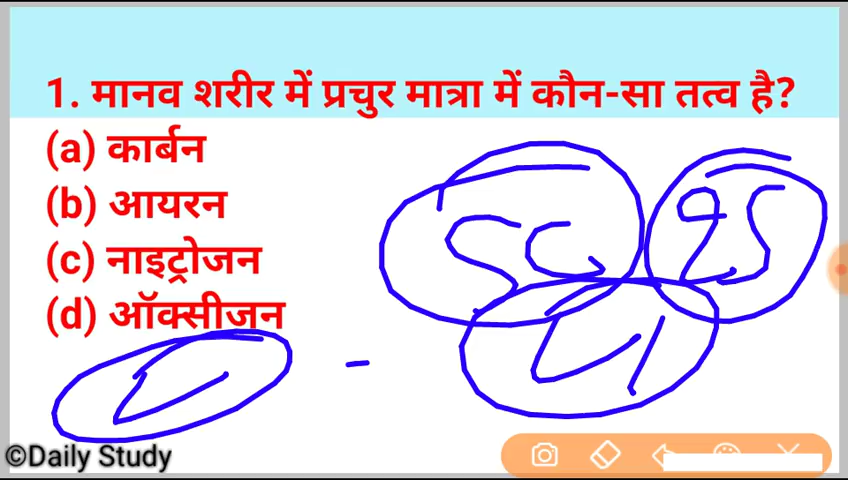 1. मानव शरीर में प्रचुर मात्रा में कौन-सा तत्व है?
(a) कार्बन
(b) आयरन
(c) नाइट्रोजन
(d) ऑक्सीजन
©Daily Study